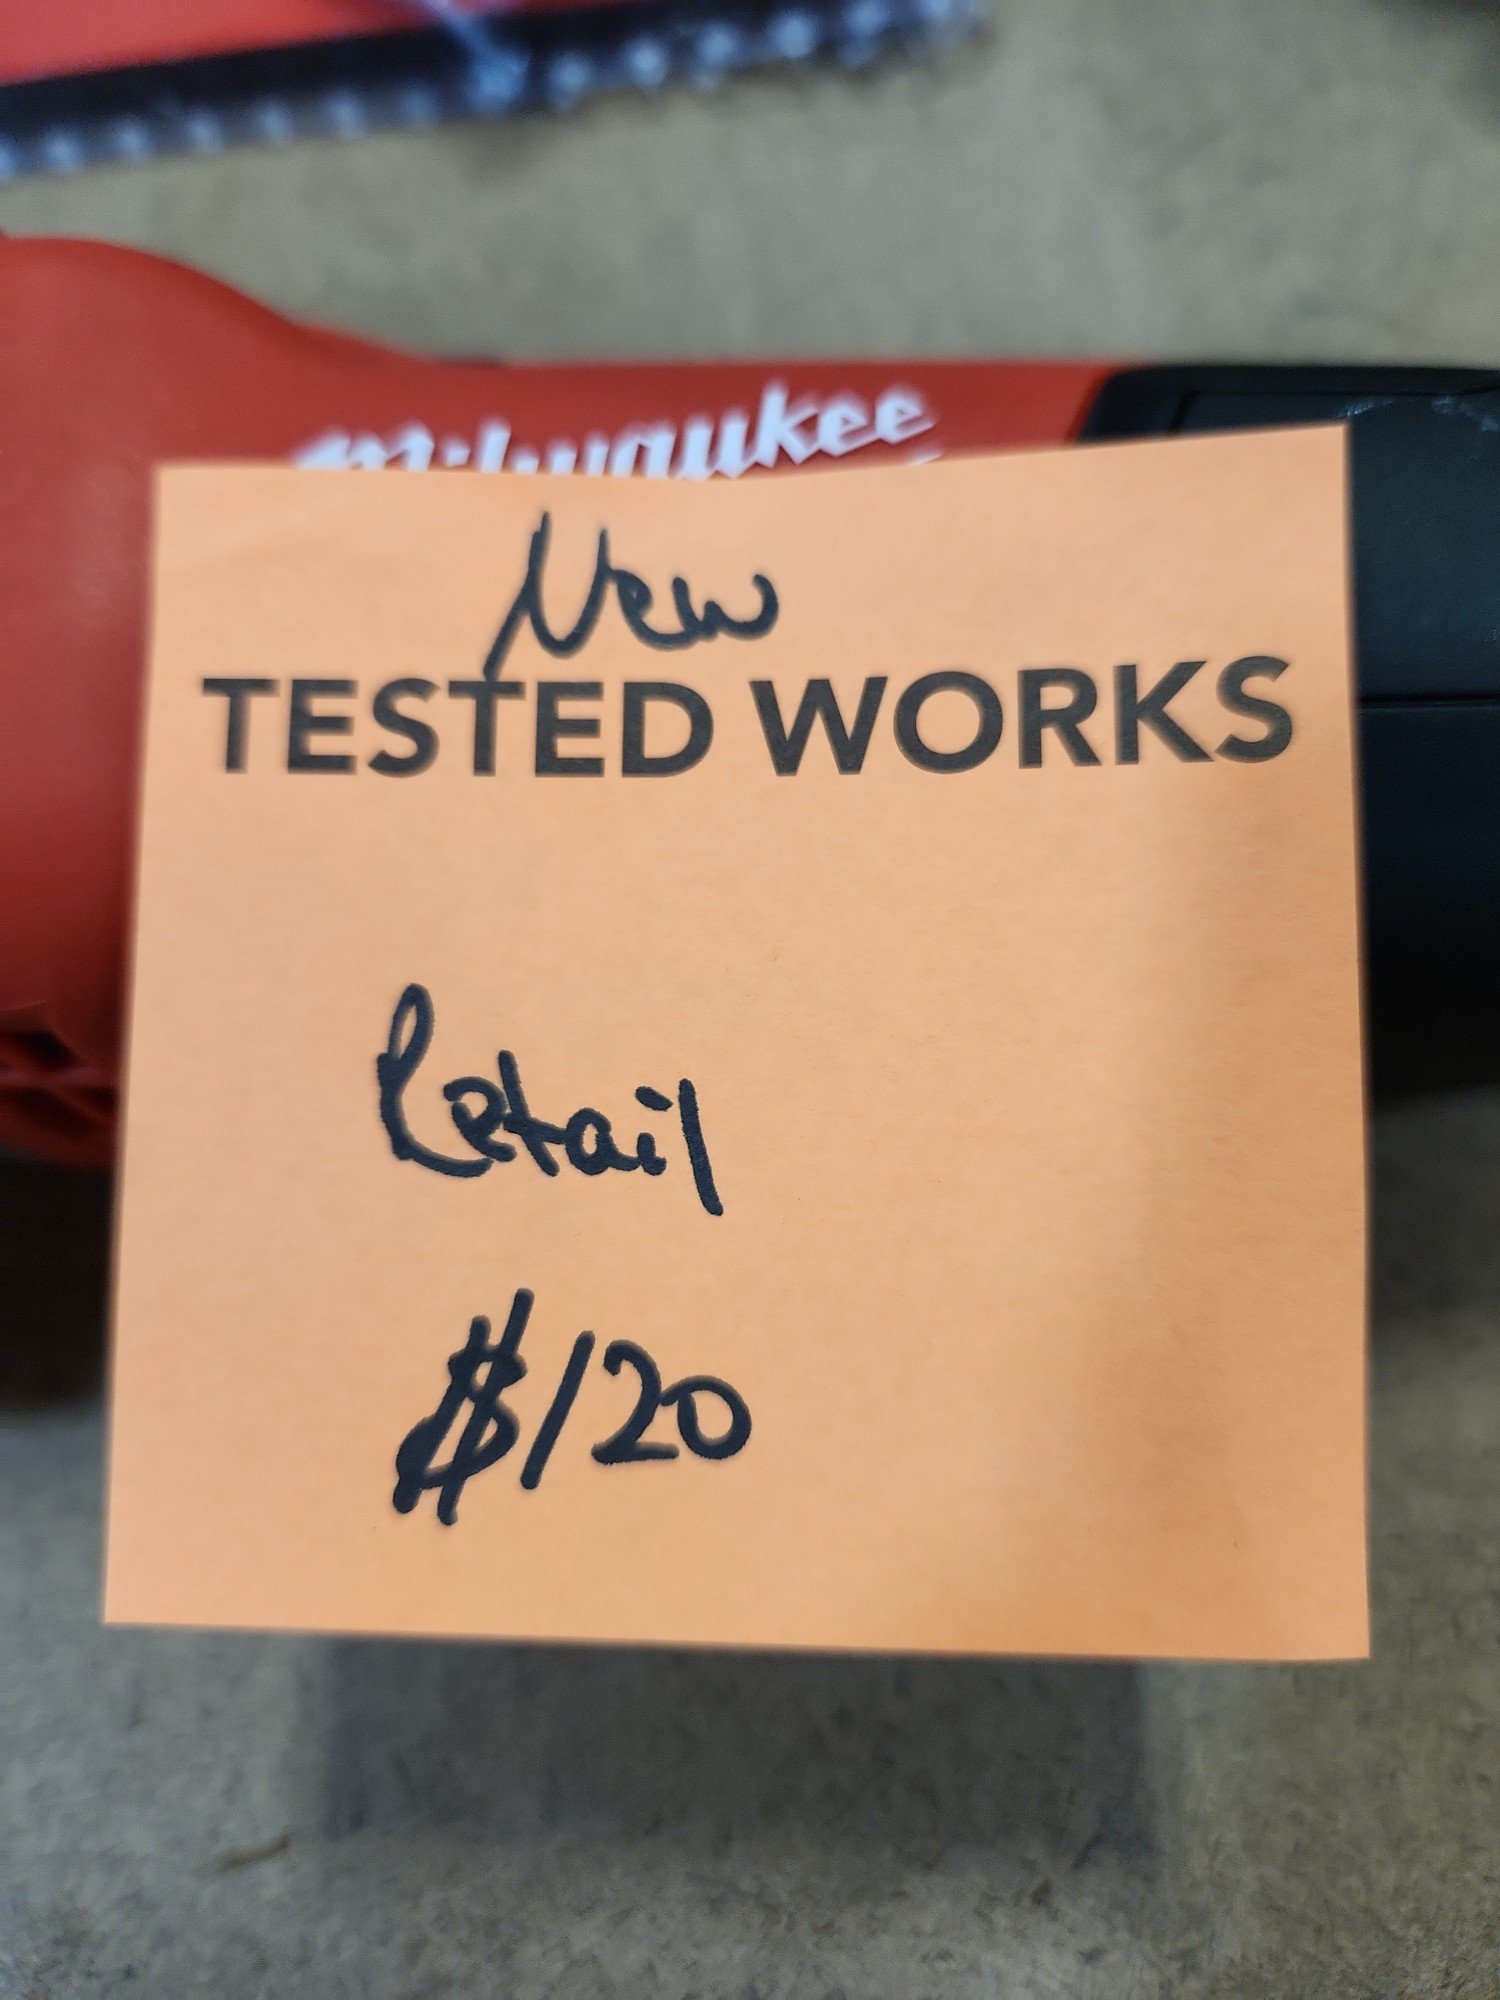 Milwaukee
New
TESTED WORKS
Retail
$120